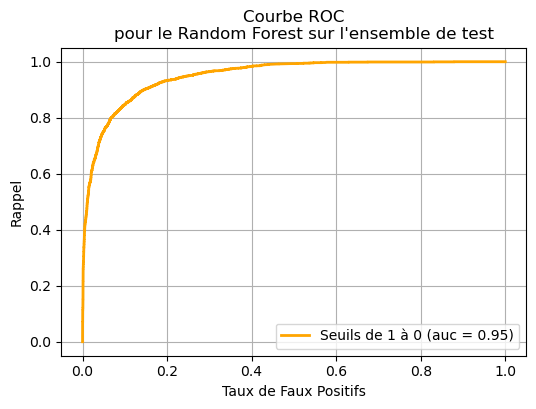 Courbe ROC
pour le Random Forest sur l'ensemble de test
Rappel
1.0
0.8
0.6
0.4
0.2
0.0
0.0 0.2 0.4 0.6 0.8 1.0
Taux de Faux Positifs
Seuils de 1 à 0 (auc = 0.95)